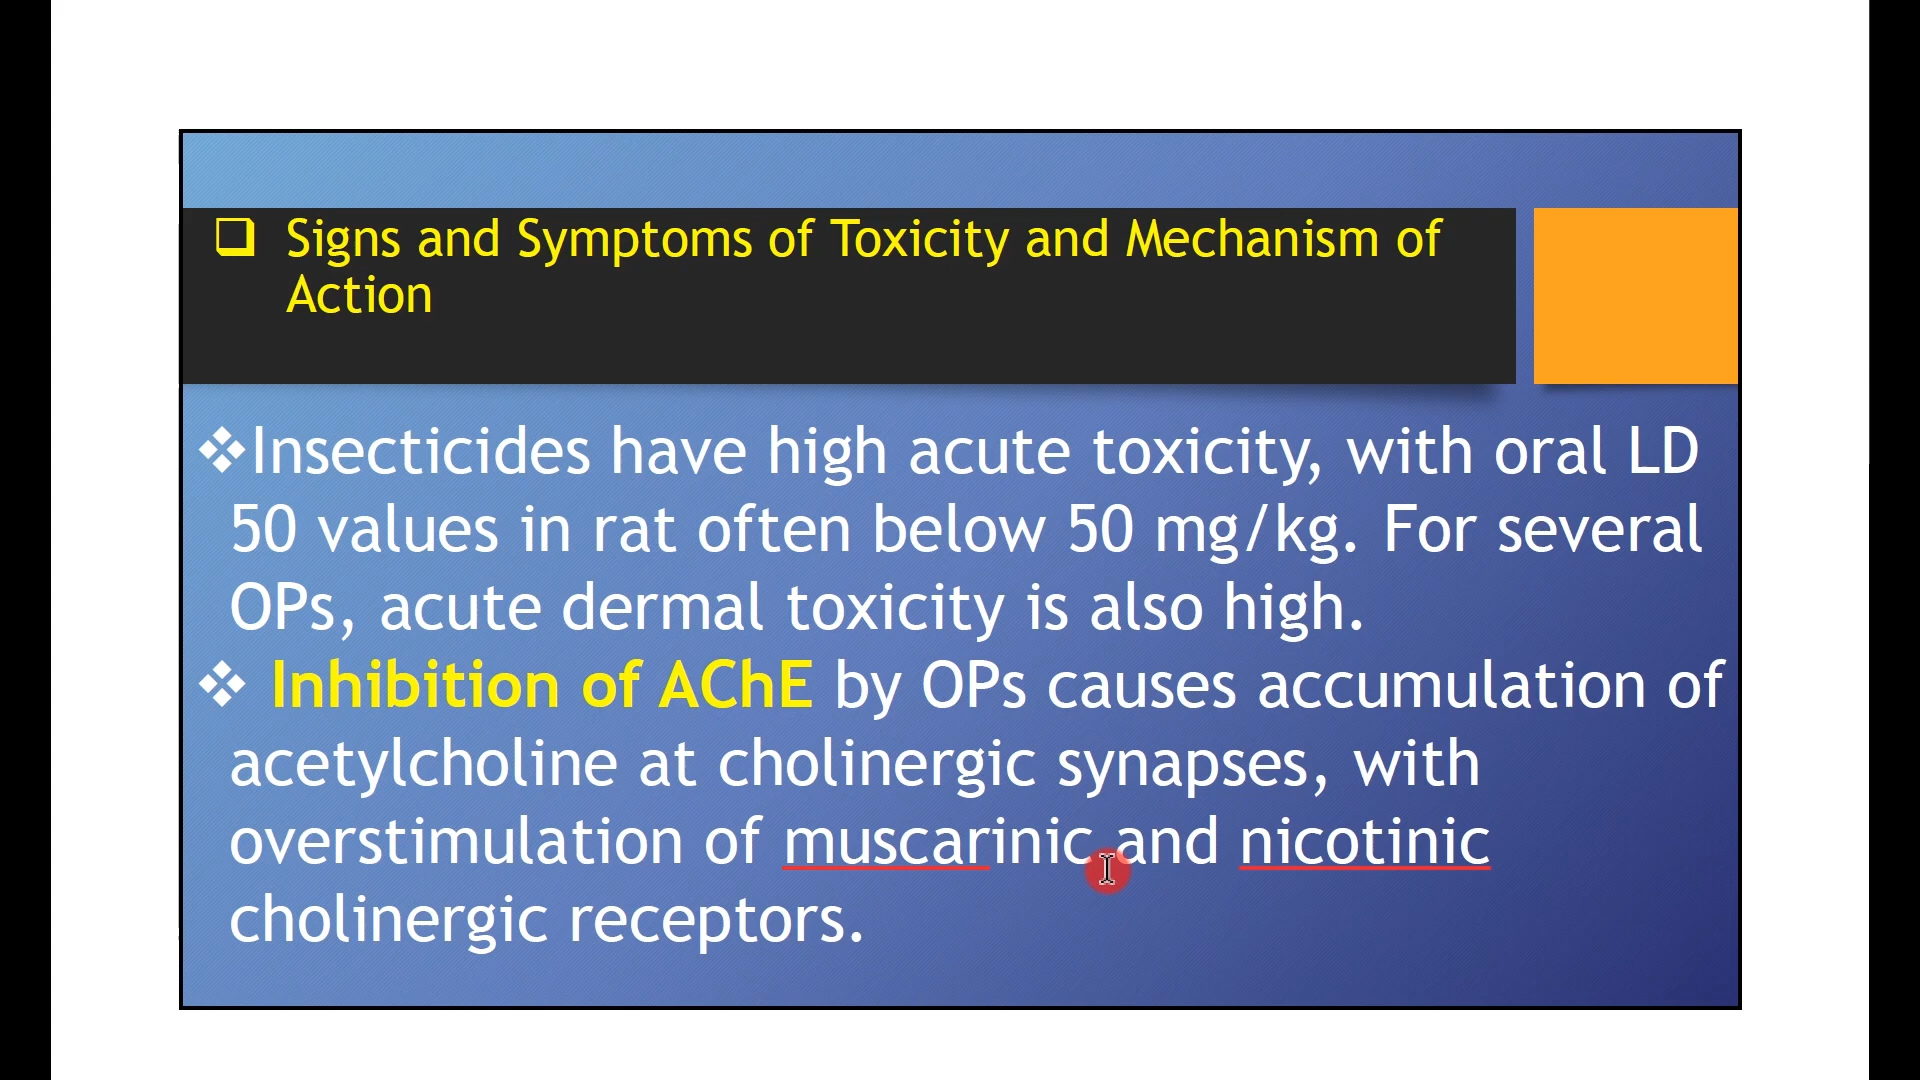 ❑ Signs and Symptoms of Toxicity and Mechanism of
Action
❖Insecticides have high acute toxicity, with oral LD
50 values in rat often below 50 mg/kg. For several
OPs, acute dermal toxicity is also high.
❖ Inhibition of AChE by OPs causes accumulation of
acetylcholine at cholinergic synapses, with
overstimulation of muscarinic and nicotinic
cholinergic receptors.